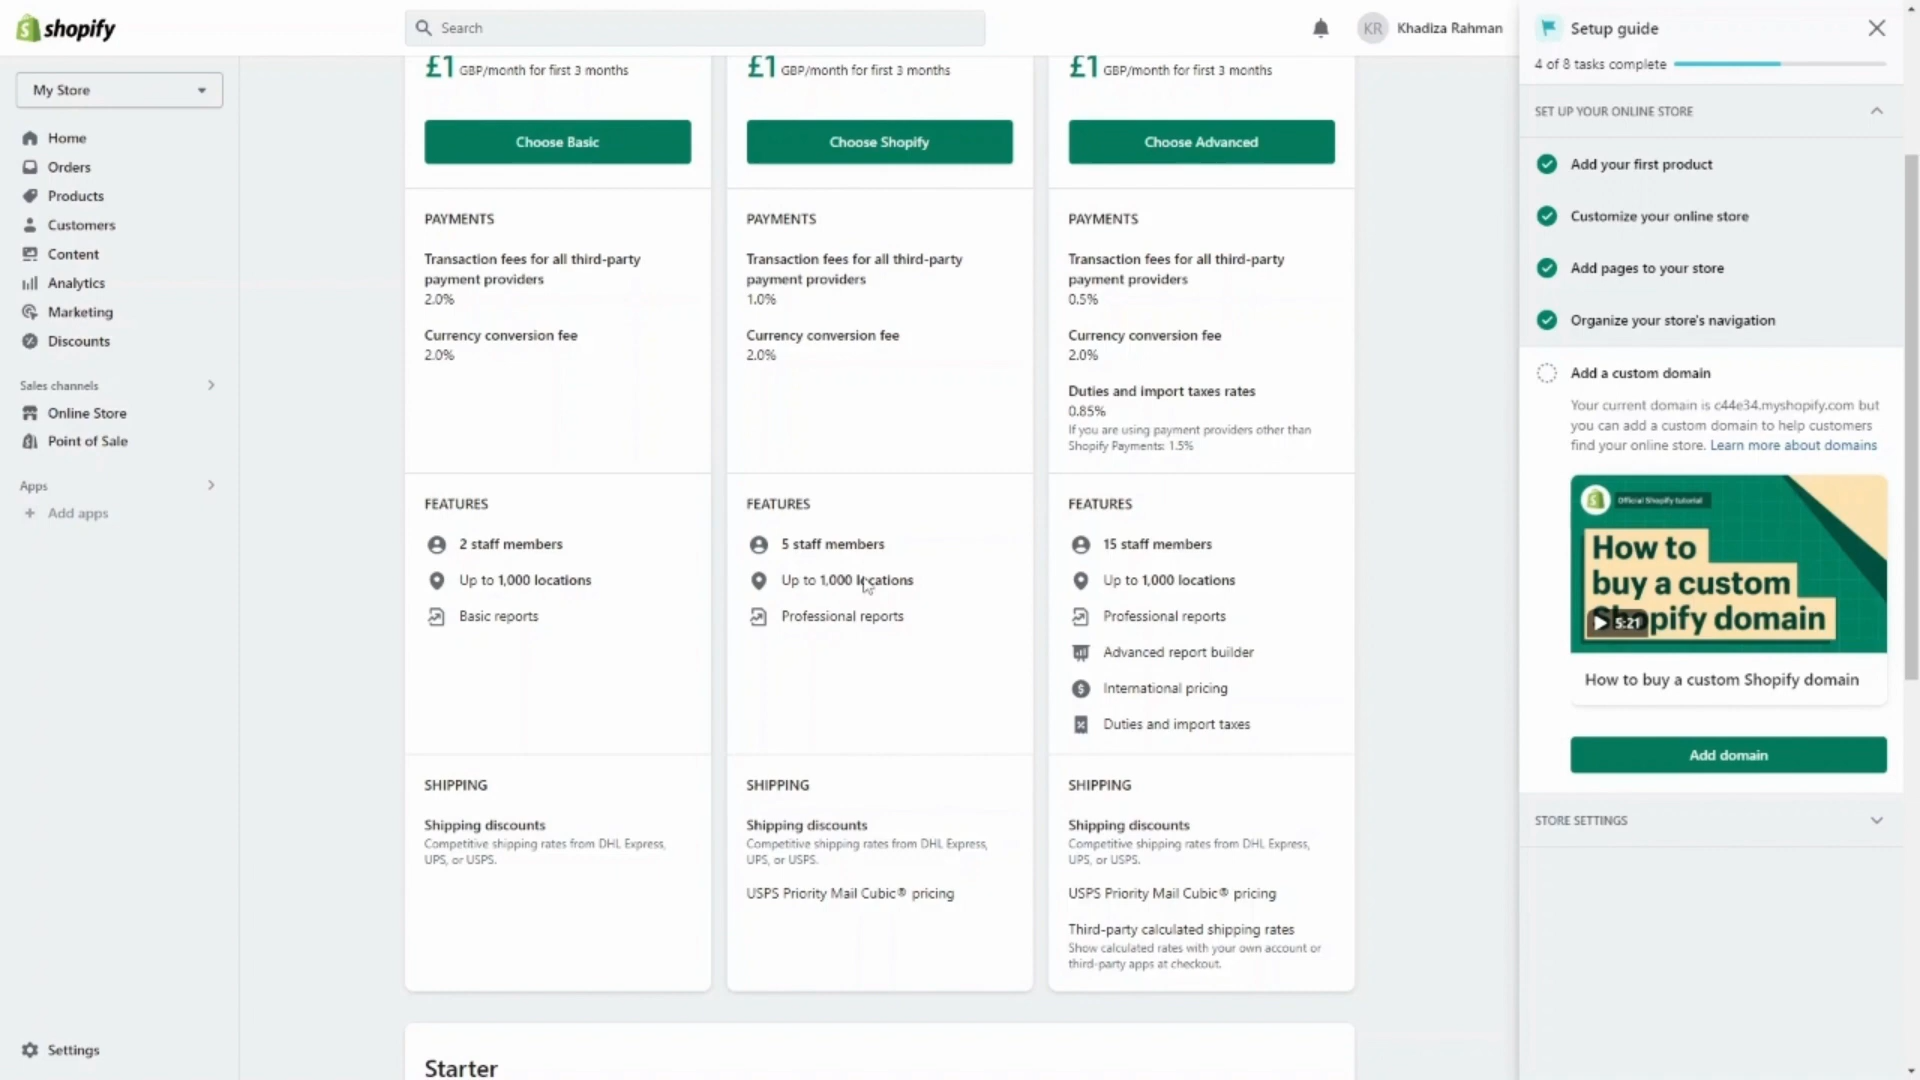 shopify
Search
KR
Khadiza Rahman
My Store
Home
Orders
Products
Customers
Content
Analytics
Marketing
Discounts
Sales channels
Online Store
Point of Sale
Apps
Add apps
Settings
£1 GBP/month for first 3 months
Choose Basic
PAYMENTS
Transaction fees for all third-party
payment providers
2.0%
Currency conversion fee
2.0%
FEATURES
2 staff members
Up to 1,000 locations
Basic reports
SHIPPING
Shipping discounts
Competitive shipping rates from DHL Express,
UPS, or USPS.
£1 GBP/month for first 3 months
Choose Shopify
PAYMENTS
Transaction fees for all third-party
payment providers
1.0%
Currency conversion fee
2.0%
FEATURES
5 staff members
Up to 1,000 locations
Professional reports
SHIPPING
Shipping discounts
Competitive shipping rates from DHL Express,
UPS, or USPS.
USPS Priority Mail Cubic® pricing
£1 GBP/month for first 3 months
Choose Advanced
PAYMENTS
Transaction fees for all third-party
payment providers
0.5%
Currency conversion fee
2.0%
Duties and import taxes rates
0.85%
If you are using payment providers other than
Shopify Payments: 1.5%
FEATURES
15 staff members
Up to 1,000 locations
Professional reports
Advanced report builder
International pricing
Duties and import taxes
SHIPPING
Shipping discounts
Competitive shipping rates from DHL Express,
UPS, or USPS.
USPS Priority Mail Cubic® pricing
Third-party calculated shipping rates
Show calculated rates with your own account or
third-party apps at checkout.
Starter
Setup guide
4 of 8 tasks complete
SET UP YOUR ONLINE STORE
Add your first product
Customize your online store
Add pages to your store
Organize your store's navigation
Add a custom domain
Your current domain is c44e34.myshopify.com but
you can add a custom domain to help customers
find your online store. Learn more about domains
Official Shopify tutorial
How to
buy a custom
Shopify domain
5:21
How to buy a custom Shopify domain
Add domain
STORE SETTINGS